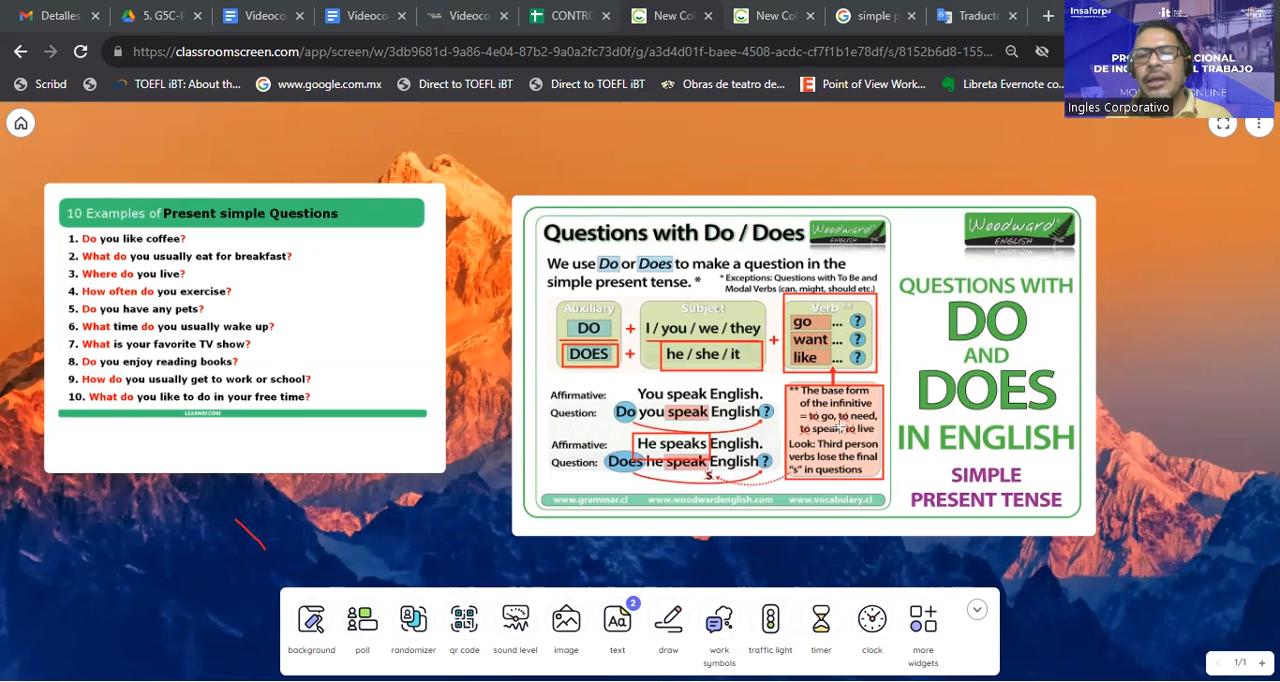 Detalles
5. G5C-F
Videoco
Videoco
Videoco
CONTRO
New Col
New Col
simple p
Traducto
https://classroomscreen.com/app/screen/w/3db9681d-9a86-4e04-87b2-9a0a2fc73d0f/g/a3d4d01f-baee-4508-acdc-cf7f1b1e78df/s/8152b6d8-155...
Scribd
TOEFL iBT: About th...
www.google.com.mx
Direct to TOEFL iBT
Direct to TOEFL iBT
Obras de teatro de...
Point of View Work...
Libreta Evernote co...
Insaforp
it
DE IN
L TRABAJO
Ingles Corporativo
10 Examples of Present simple Questions
1. Do you like coffee?
2. What do you usually eat for breakfast?
3. Where do you live?
4. How often do you exercise?
5. Do you have any pets?
6. What time do you usually wake up?
7. What is your favorite TV show?
8. Do you enjoy reading books?
9. How do you usually get to work or school?
10. What do you like to do in your free time?
LEARNIV.COM
Questions with Do / Does
Woodward
ENGLISH
We use Do or Does to make a question in the
simple present tense. *
* Exceptions: Questions with To Be and
Modal Verbs (can, might, should etc.)
Auxiliary Subject Verb **
DO + I / you / we / they
DOES + he / she / it +
go ... ?
want ... ?
like ... ?
Affirmative: You speak English.
Question: Do you speak English?
Affirmative: He speaks English.
Question: Does he speak English?
s
** The base form
of the infinitive
= to go, to need,
to speak, to live
Look: Third person
verbs lose the final
"s" in questions
www.grammar.cl www.woodwardenglish.com www.vocabulary.cl
Woodward
ENGLISH
QUESTIONS WITH
DO
AND
DOES
IN ENGLISH
SIMPLE
PRESENT TENSE
background
poll
randomizer
qr code
sound level
image
Aa
2
text
draw
work
symbols
traffic light
timer
clock
more
widgets
1/1